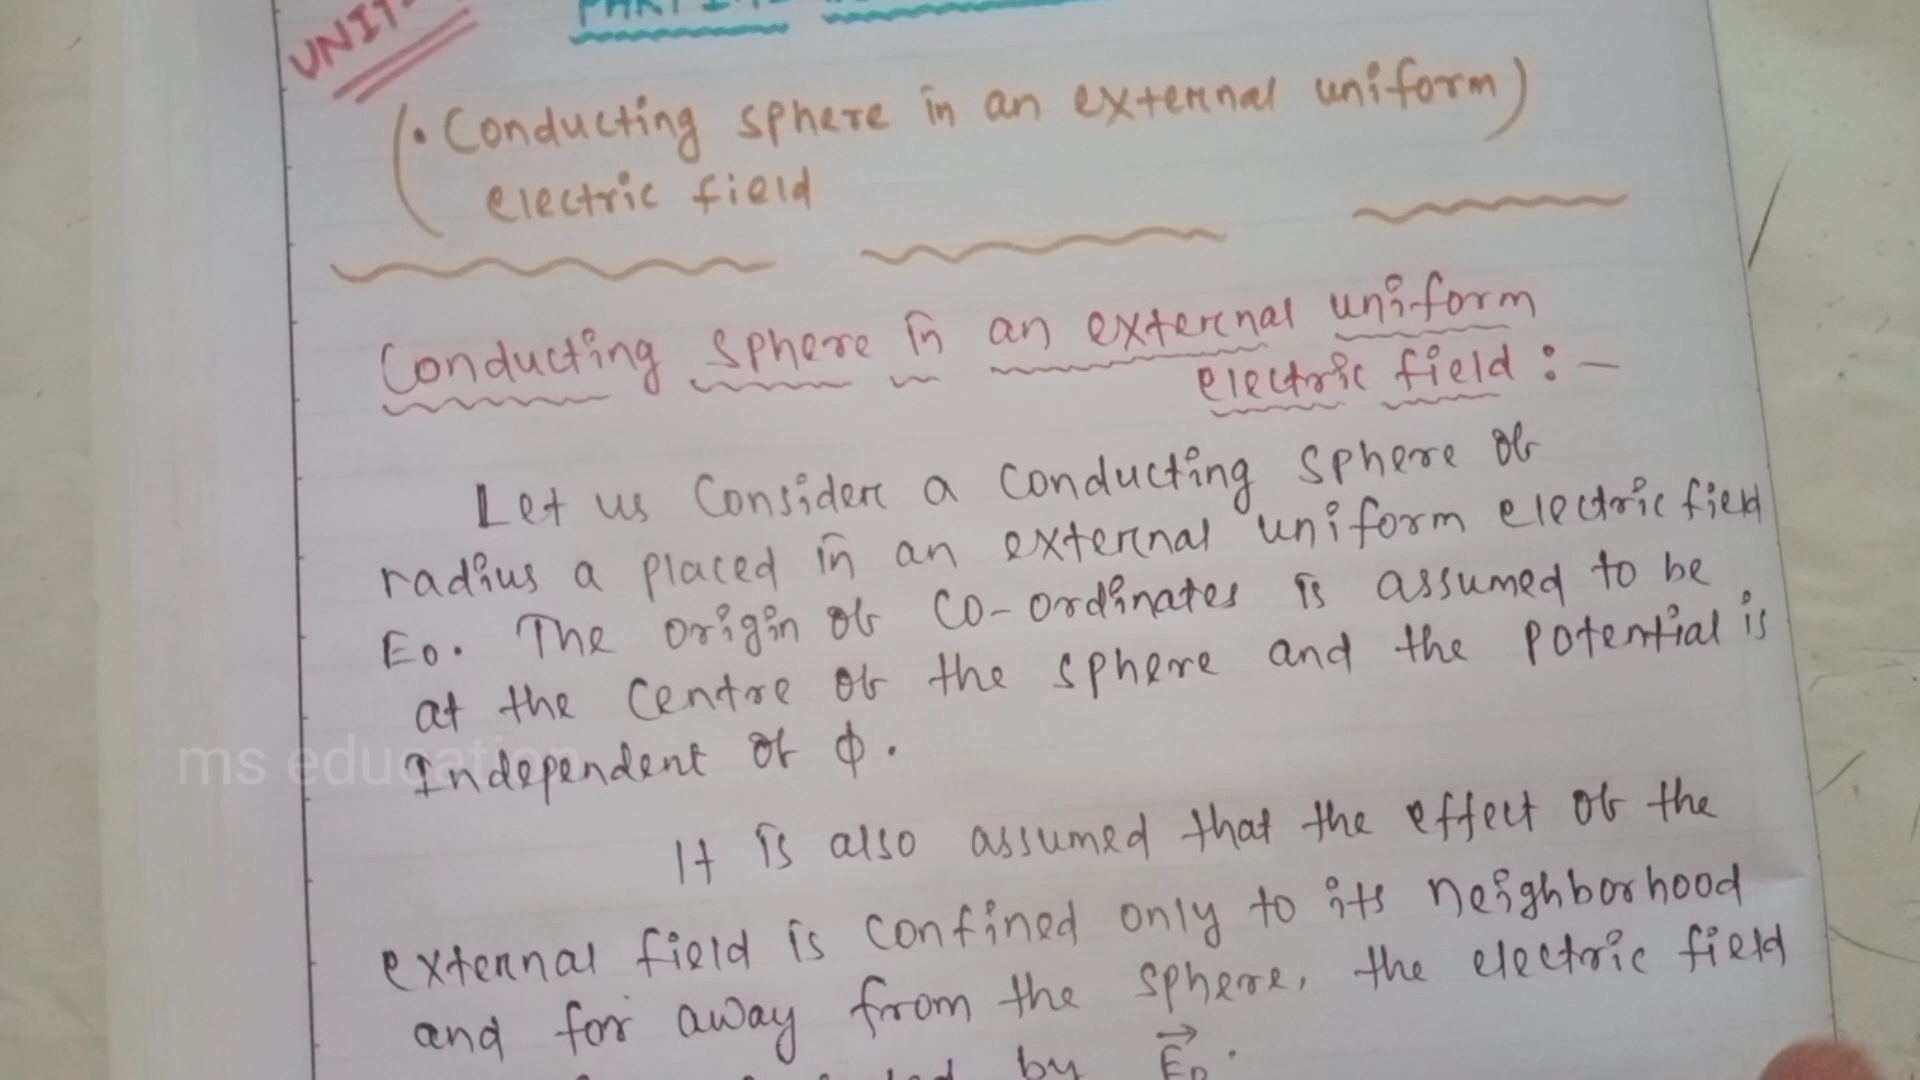 UNIT-
PART
(• Conducting sphere in an external uniform)
electric field
Conducting sphere in an external uniform
electric field :-
Let us Consider a conducting sphere of
radius a placed in an external uniform electric field
E0. The origin of Co-ordinates is assumed to be
at the centre of the sphere and the potential is
Independent of ф.
ms education
It is also assumed that the effect of the
external field is confined only to its neighborhood
and for away from the sphere, the electric field
by E⃗0.